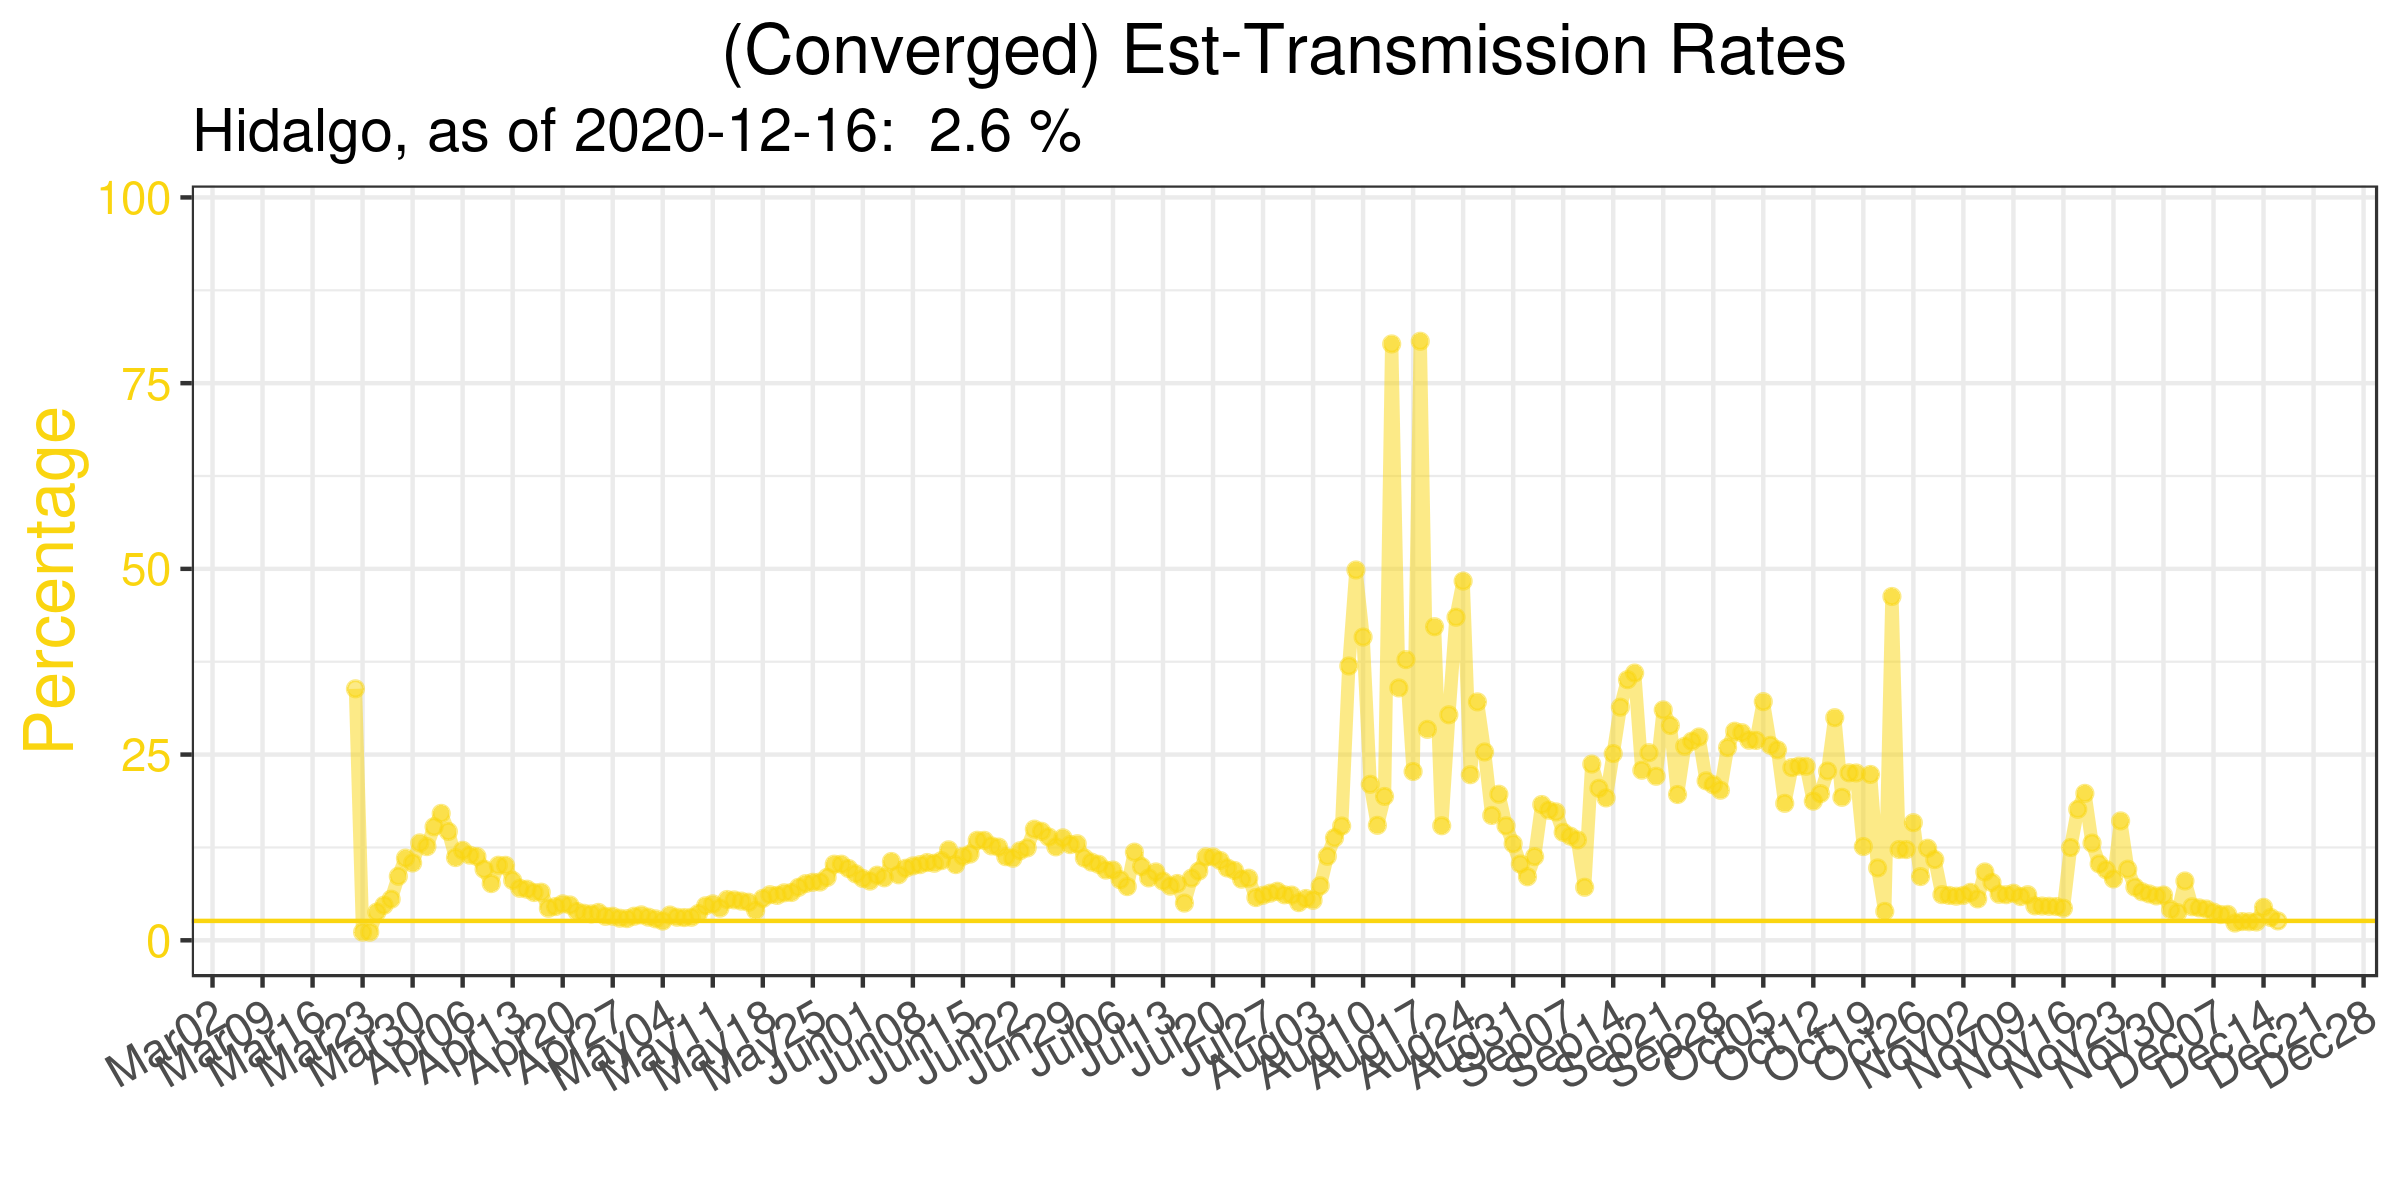 (Converged) Est-Transmission Rates
Hidalgo, as of 2020-12-16:  2.6 %
Percentage
100
75
50
25
0
Mar02
Mar09
Mar16
Mar23
Mar30
Apr06
Apr13
Apr20
Apr27
May04
May11
May18
May25
Jun01
Jun08
Jun15
Jun22
Jun29
Jul06
Jul13
Jul20
Jul27
Aug03
Aug10
Aug17
Aug24
Aug31
Sep07
Sep14
Sep21
Sep28
Oct05
Oct12
Oct19
Oct26
Nov02
Nov09
Nov16
Nov23
Nov30
Dec07
Dec14
Dec21
Dec28